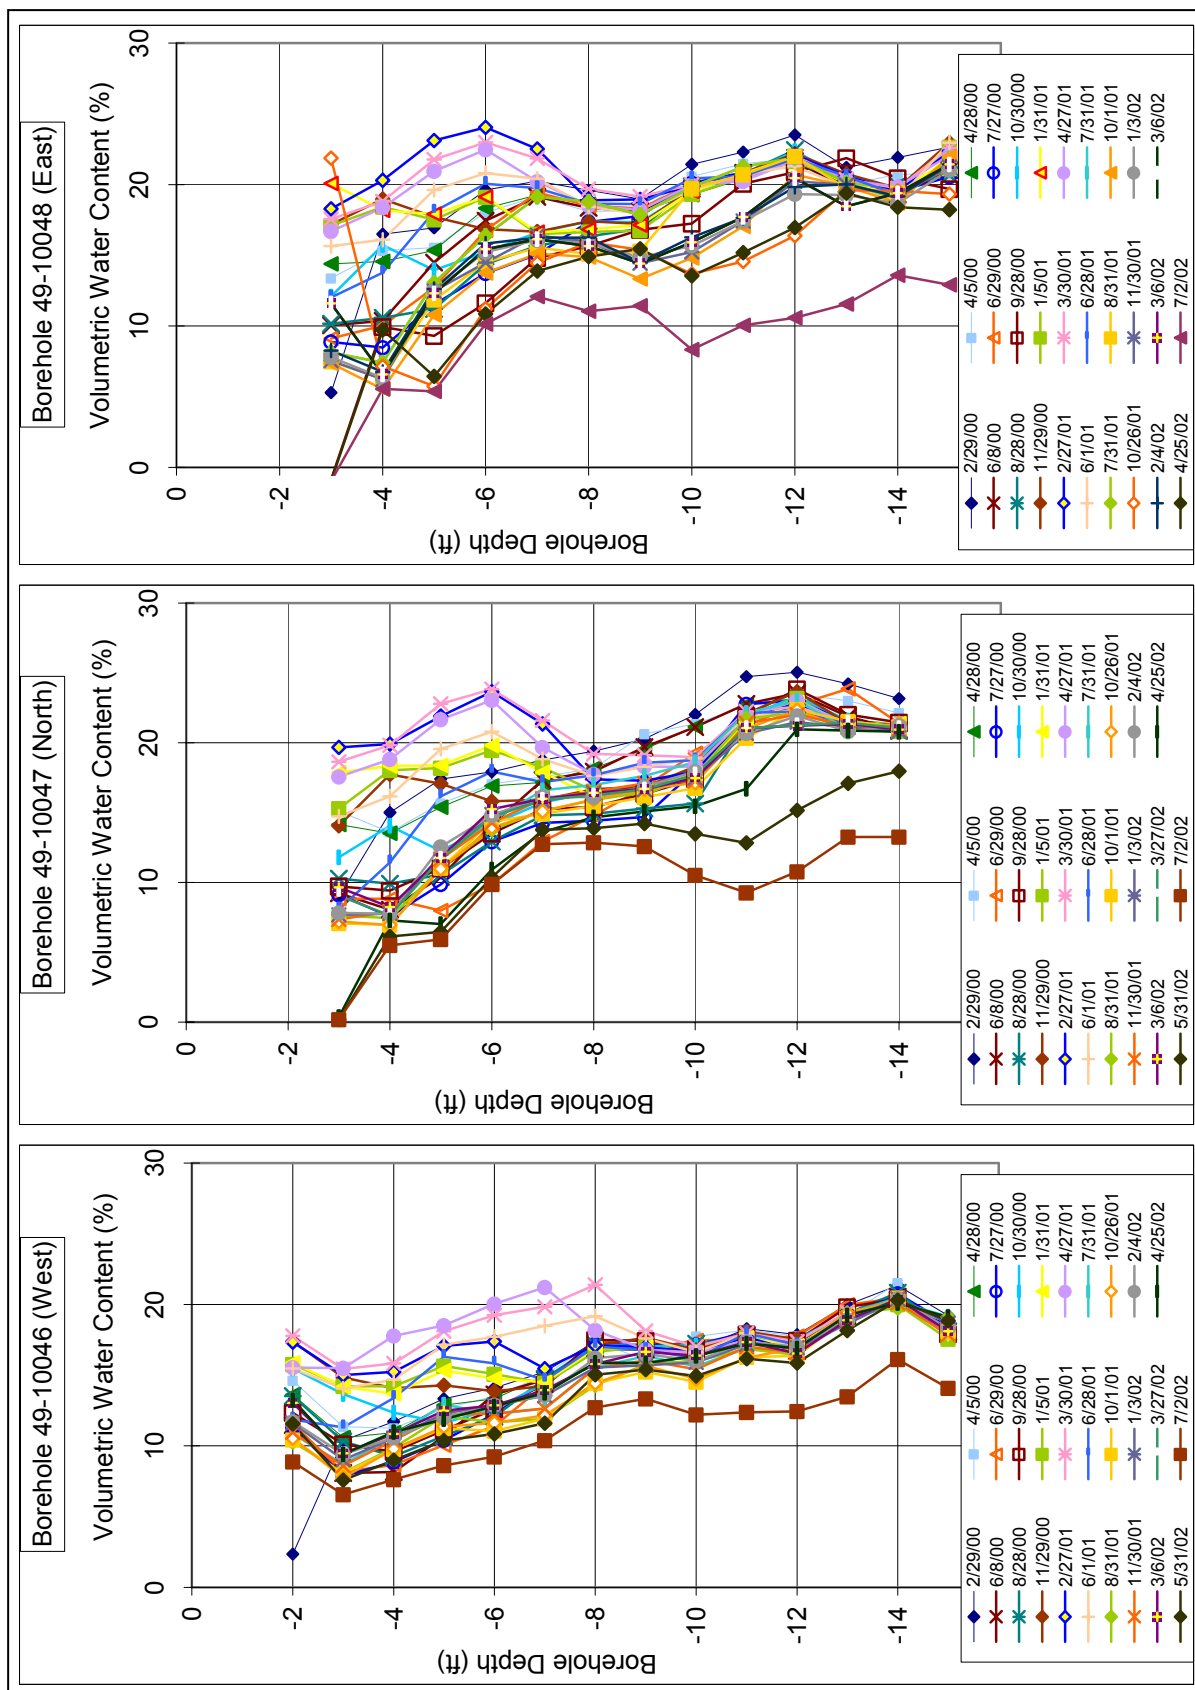 Borehole 49-10046 (West)
Volumetric Water Content (%)
0 10 20 30
0
-2
-4
-6
-8
-10
-12
-14
Borehole Depth (ft)
2/29/00 4/5/00 4/28/00
6/8/00 6/29/00 7/27/00
8/28/00 9/28/00 10/30/00
11/29/00 1/5/01 1/31/01
2/27/01 3/30/01 4/27/01
6/1/01 6/28/01 7/31/01
8/31/01 10/1/01 10/26/01
11/30/01 1/3/02 2/4/02
3/6/02 3/27/02 4/25/02
5/31/02 7/2/02
Borehole 49-10047 (North)
Volumetric Water Content (%)
0 10 20 30
0
-2
-4
-6
-8
-10
-12
-14
Borehole Depth (ft)
2/29/00 4/5/00 4/28/00
6/8/00 6/29/00 7/27/00
8/28/00 9/28/00 10/30/00
11/29/00 1/5/01 1/31/01
2/27/01 3/30/01 4/27/01
6/1/01 6/28/01 7/31/01
8/31/01 10/1/01 10/26/01
11/30/01 1/3/02 2/4/02
3/6/02 3/27/02 4/25/02
5/31/02 7/2/02
Borehole 49-10048 (East)
Volumetric Water Content (%)
0 10 20 30
0
-2
-4
-6
-8
-10
-12
-14
Borehole Depth (ft)
2/29/00 4/5/00 4/28/00
6/8/00 6/29/00 7/27/00
8/28/00 9/28/00 10/30/00
11/29/00 1/5/01 1/31/01
2/27/01 3/30/01 4/27/01
6/1/01 6/28/01 7/31/01
7/31/01 8/31/01 10/1/01
10/26/01 11/30/01 1/3/02
2/4/02 3/6/02 3/6/02
4/25/02 7/2/02